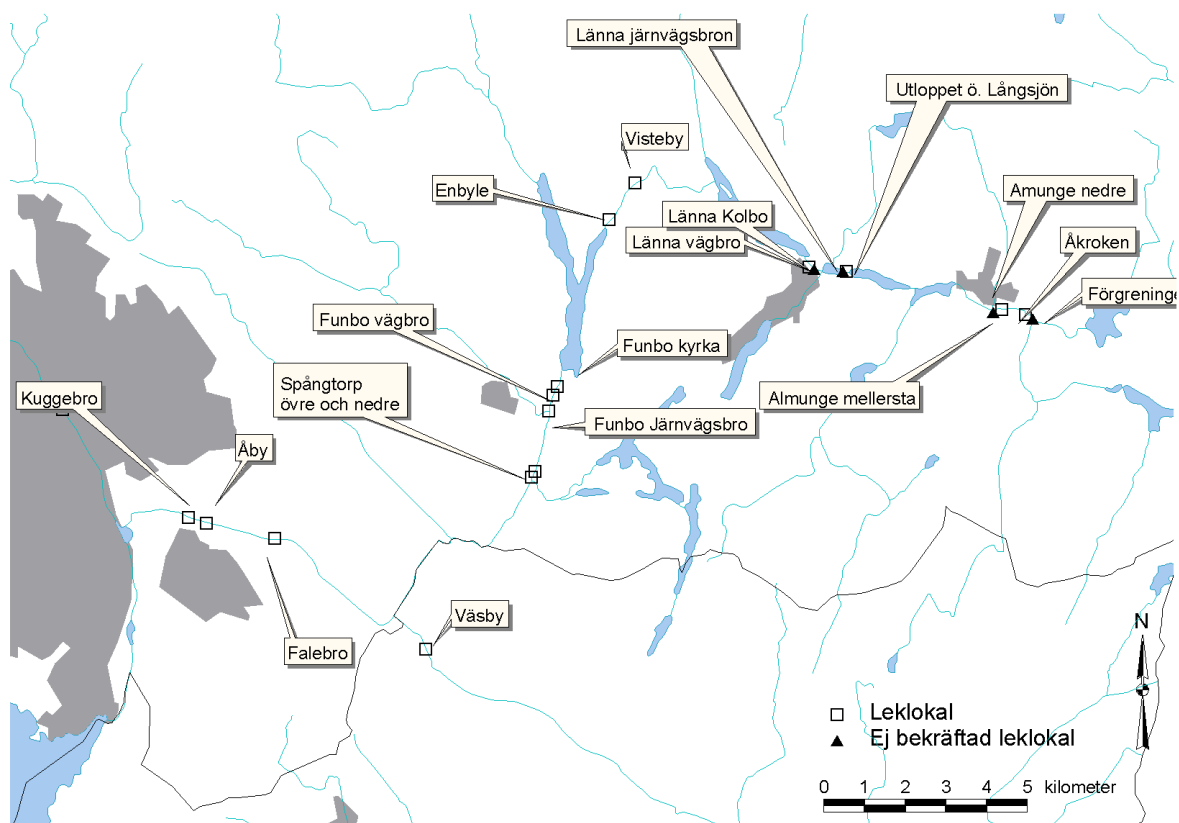 Länna järnvägsbron
Utloppet ö. Långsjön
Visteby
Enbyle
Amunge nedre
Länna Kolbo
Länna vägbro
Åkroken
Förgreninge
Funbo vägbro
Funbo kyrka
Spångtorp
övre och nedre
Kuggebro
Almunge mellersta
Funbo Järnvägsbro
Åby
Väsby
Falebro
N
Leklokal
Ej bekräftad leklokal
0 1 2 3 4 5 kilometer